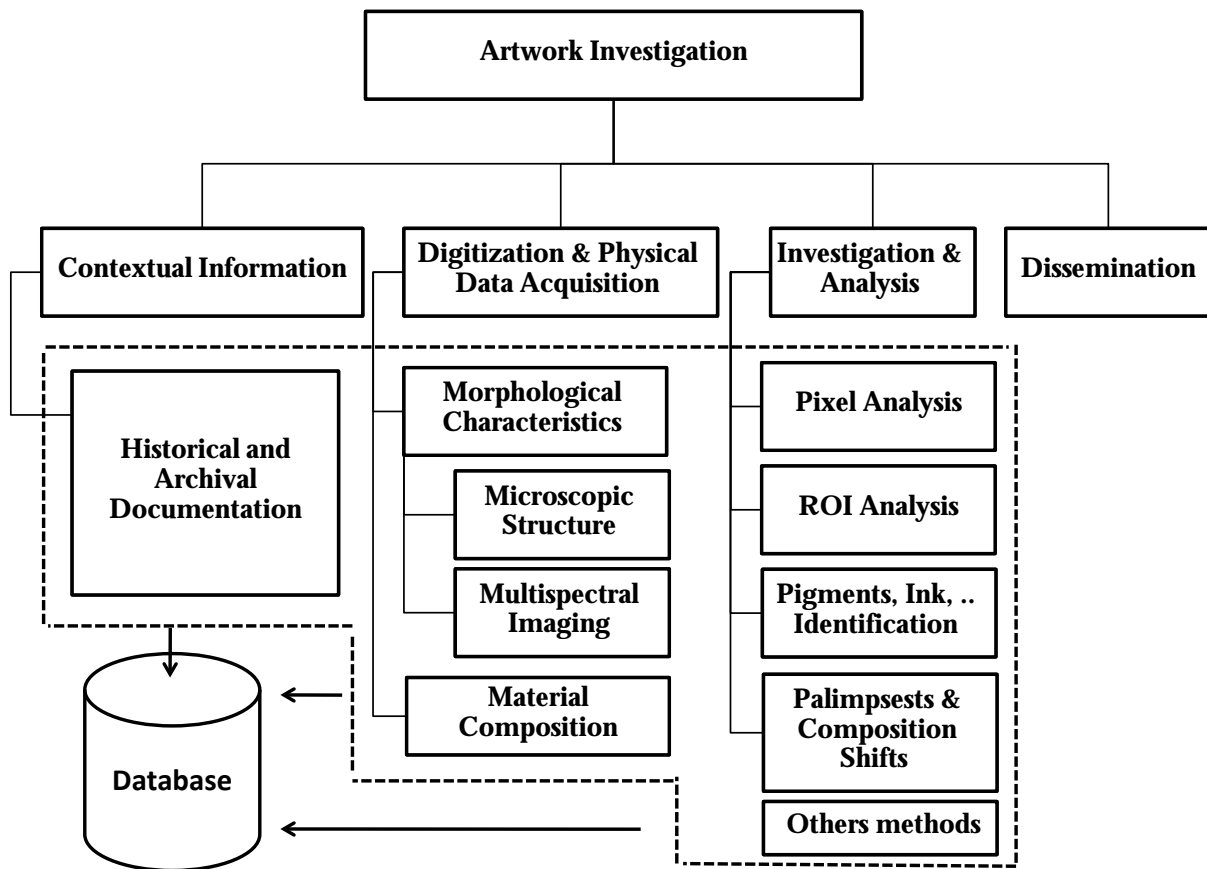 Artwork Investigation
Contextual Information
Digitization & Physical
Data Acquisition
Investigation &
Analysis
Dissemination
Historical and
Archival
Documentation
Morphological
Characteristics
Microscopic
Structure
Multispectral
Imaging
Material
Composition
Pixel Analysis
ROI Analysis
Pigments, Ink, ..
Identification
Palimpsests &
Composition
Shifts
Others methods
Database